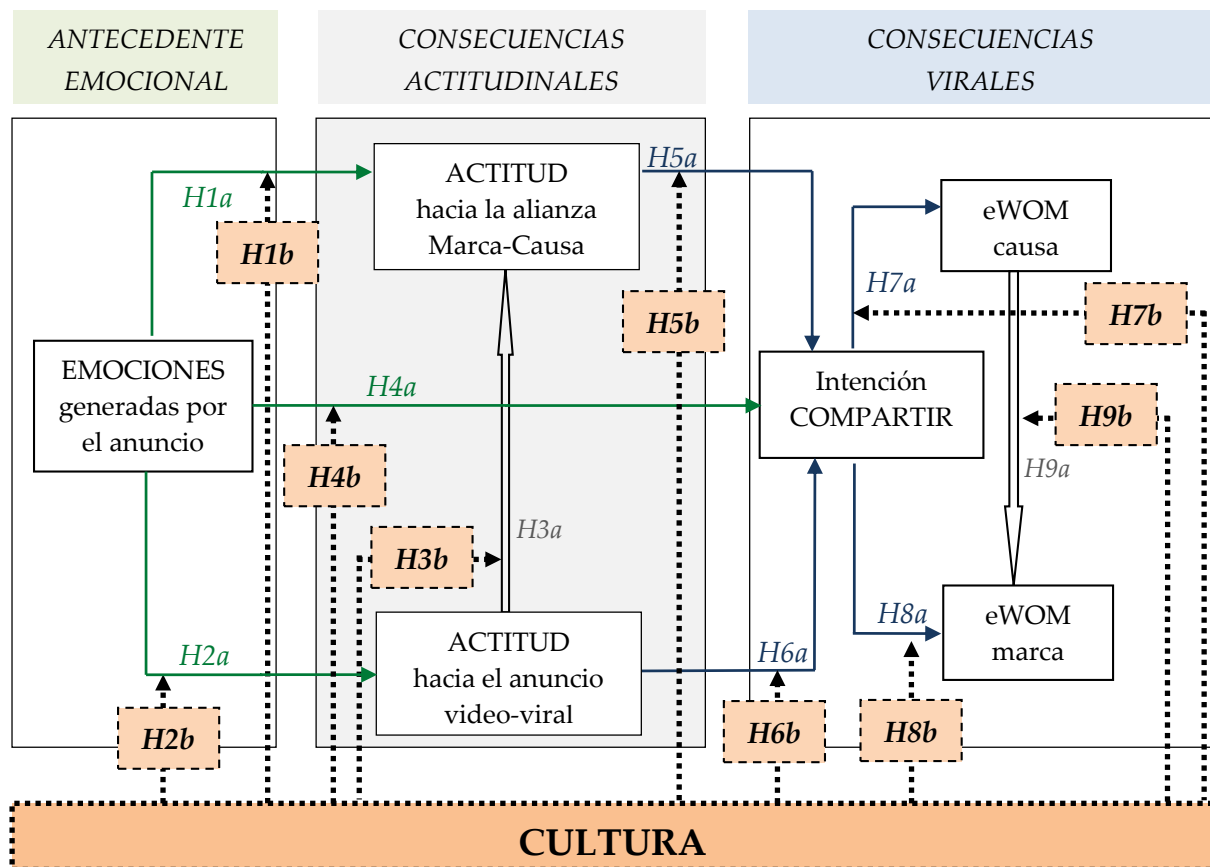 ANTECEDENTE
EMOCIONAL
CONSECUENCIAS
ACTITUDINALES
CONSECUENCIAS
VIRALES
H1a
H1b
ACTITUD
hacia la alianza
Marca-Causa
H5a
H5b
eWOM
causa
H7a
H7b
EMOCIONES
generadas por
el anuncio
H4a
H4b
Intención
COMPARTIR
H9b
H9a
H3a
H3b
H2a
H2b
ACTITUD
hacia el anuncio
video-viral
H6a
H6b
H8a
H8b
eWOM
marca
CULTURA